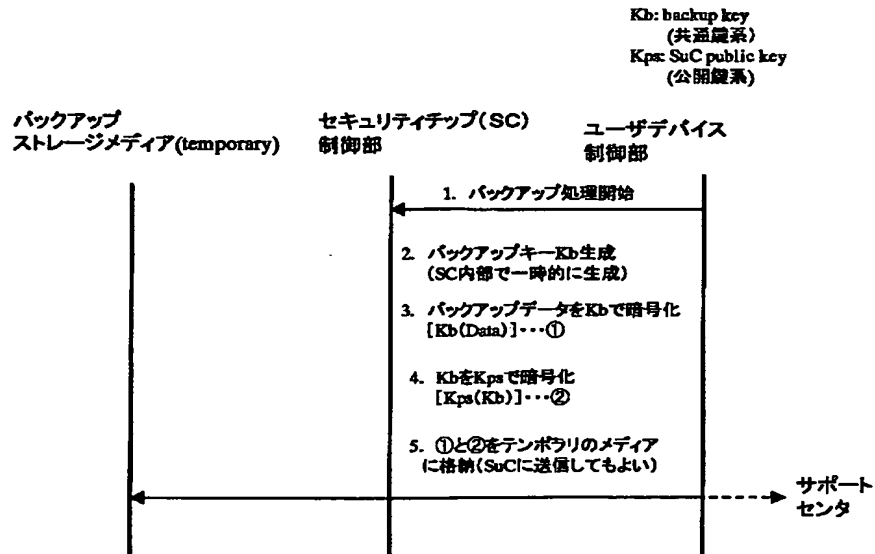 Kb: backup key
(共通鍵系)
Kps: SuC public key
(公開鍵系)
バックアップ
ストレージメディア(temporary)
セキュリティチップ(SC)
制御部
ユーザデバイス
制御部
1. バックアップ処理開始
2. バックアップキーKb生成
(SC内部で一時的に生成)
3. バックアップデータをKbで暗号化
[Kb(Data)]・・・①
4. KbをKpsで暗号化
[Kps(Kb)]・・・②
5. ①と②をテンポラリのメディア
に格納(SuCに送信してもよい)
サポート
センタ